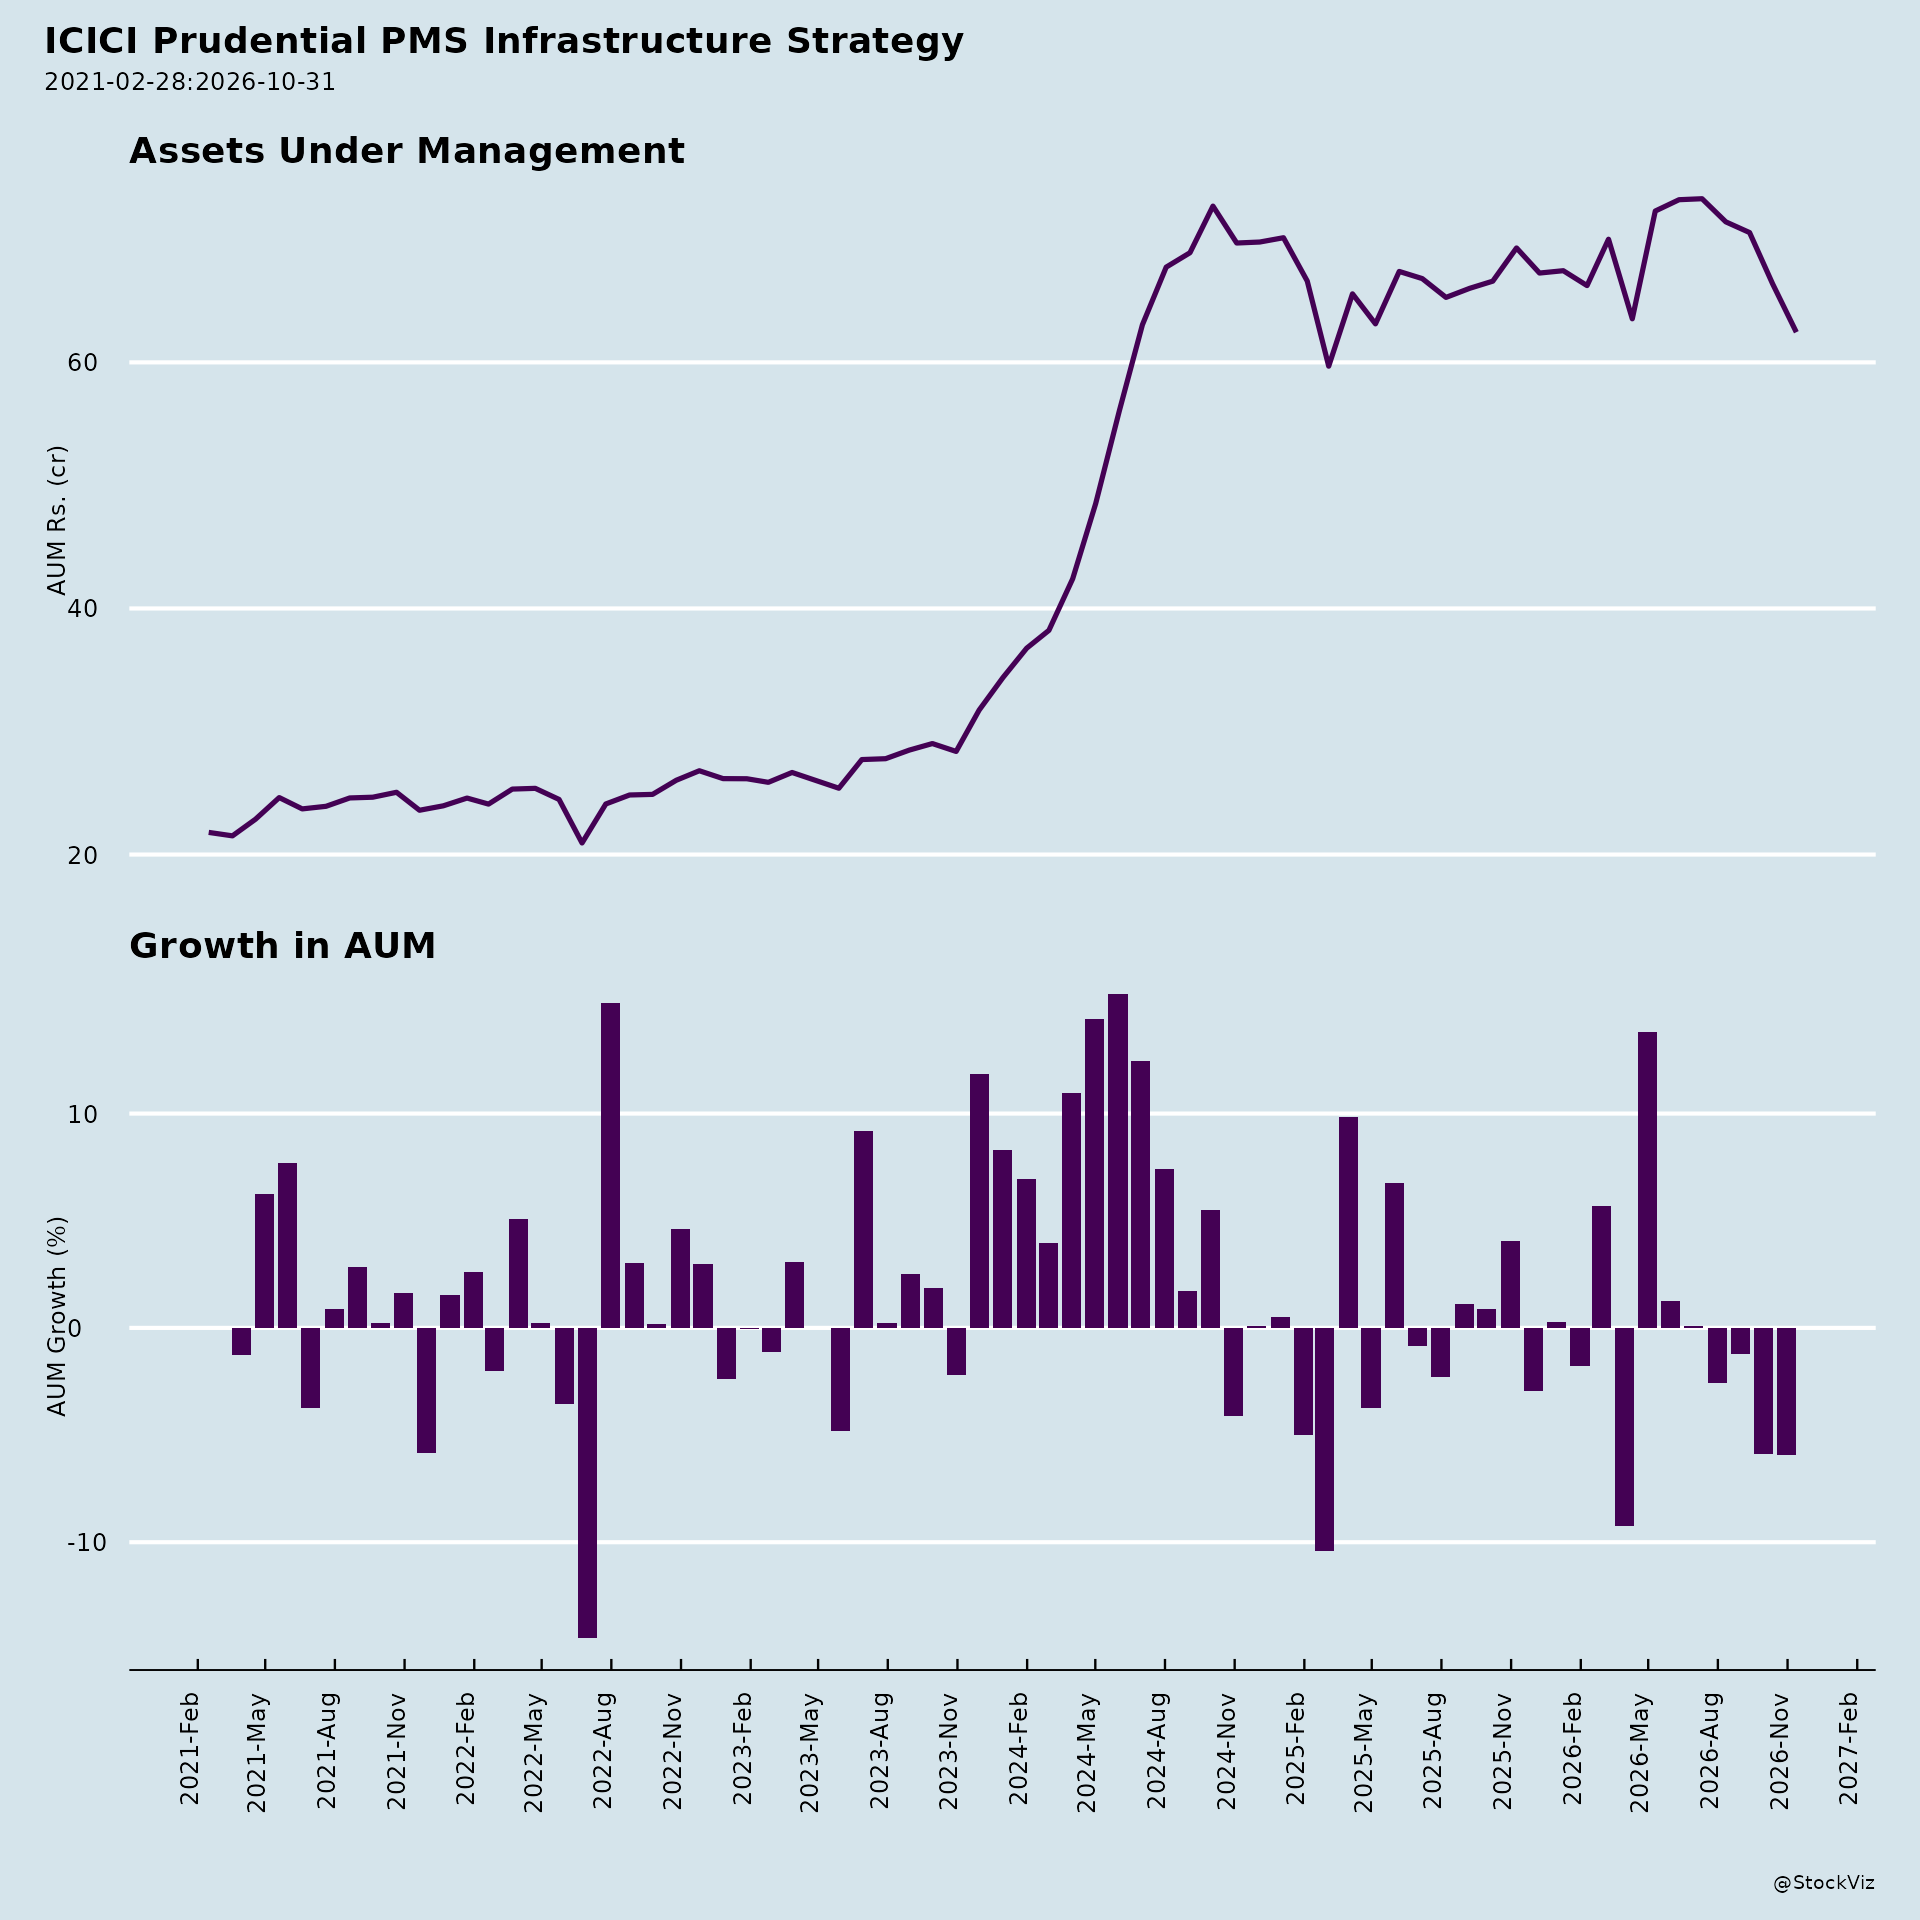 ICICI Prudential PMS Infrastructure Strategy
2021-02-28:2026-10-31
Assets Under Management
AUM Rs. (cr)
60
40
20
Growth in AUM
AUM Growth (%)
10
0
-10
2021-Feb
2021-May
2021-Aug
2021-Nov
2022-Feb
2022-May
2022-Aug
2022-Nov
2023-Feb
2023-May
2023-Aug
2023-Nov
2024-Feb
2024-May
2024-Aug
2024-Nov
2025-Feb
2025-May
2025-Aug
2025-Nov
2026-Feb
2026-May
2026-Aug
2026-Nov
2027-Feb
@StockViz